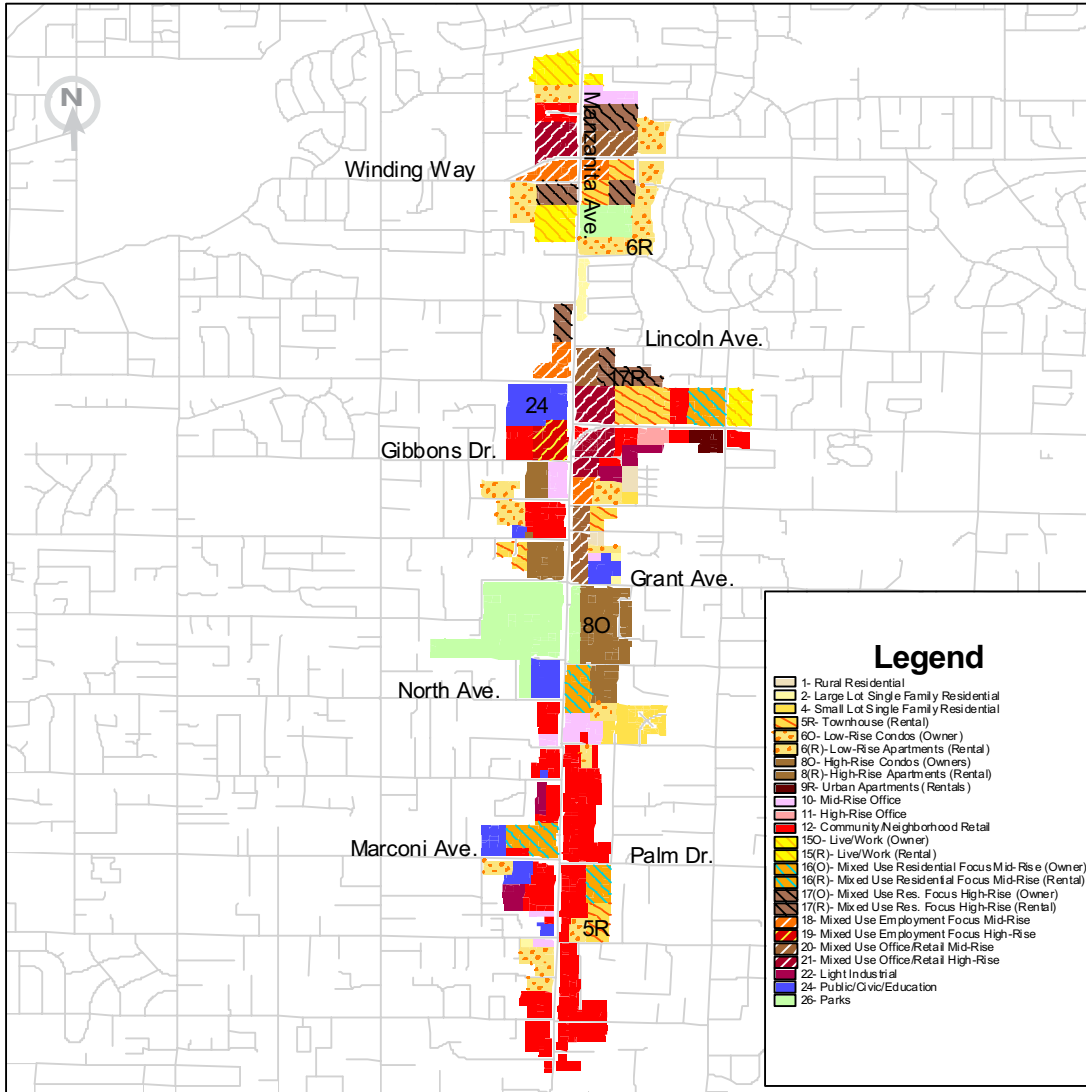 N
Manzanita Ave.
Winding Way
6R
Lincoln Ave.
17R
24
Gibbons Dr.
Grant Ave.
8O
North Ave.
Marconi Ave.
Palm Dr.
5R
Legend
1- Rural Residential
2- Large Lot Single Family Residential
4- Small Lot Single Family Residential
5R- Townhouse (Rental)
6O- Low-Rise Condos (Owner)
6(R)- Low-Rise Apartments (Rental)
8O- High-Rise Condos (Owners)
8(R)- High-Rise Apartments (Rental)
9R- Urban Apartments (Rentals)
10- Mid-Rise Office
11- High-Rise Office
12- Community/Neighborhood Retail
15O- Live/Work (Owner)
15(R)- Live/Work (Rental)
16(O)- Mixed Use Residential Focus Mid-Rise (Owner)
16(R)- Mixed Use Residential Focus Mid-Rise (Rental)
17(O)- Mixed Use Res. Focus High-Rise (Owner)
17(R)- Mixed Use Res. Focus High-Rise (Rental)
18- Mixed Use Employment Focus Mid-Rise
19- Mixed Use Employment Focus High-Rise
20- Mixed Use Office/Retail Mid-Rise
21- Mixed Use Office/Retail High-Rise
22- Light Industrial
24- Public/Civic/Education
26- Parks